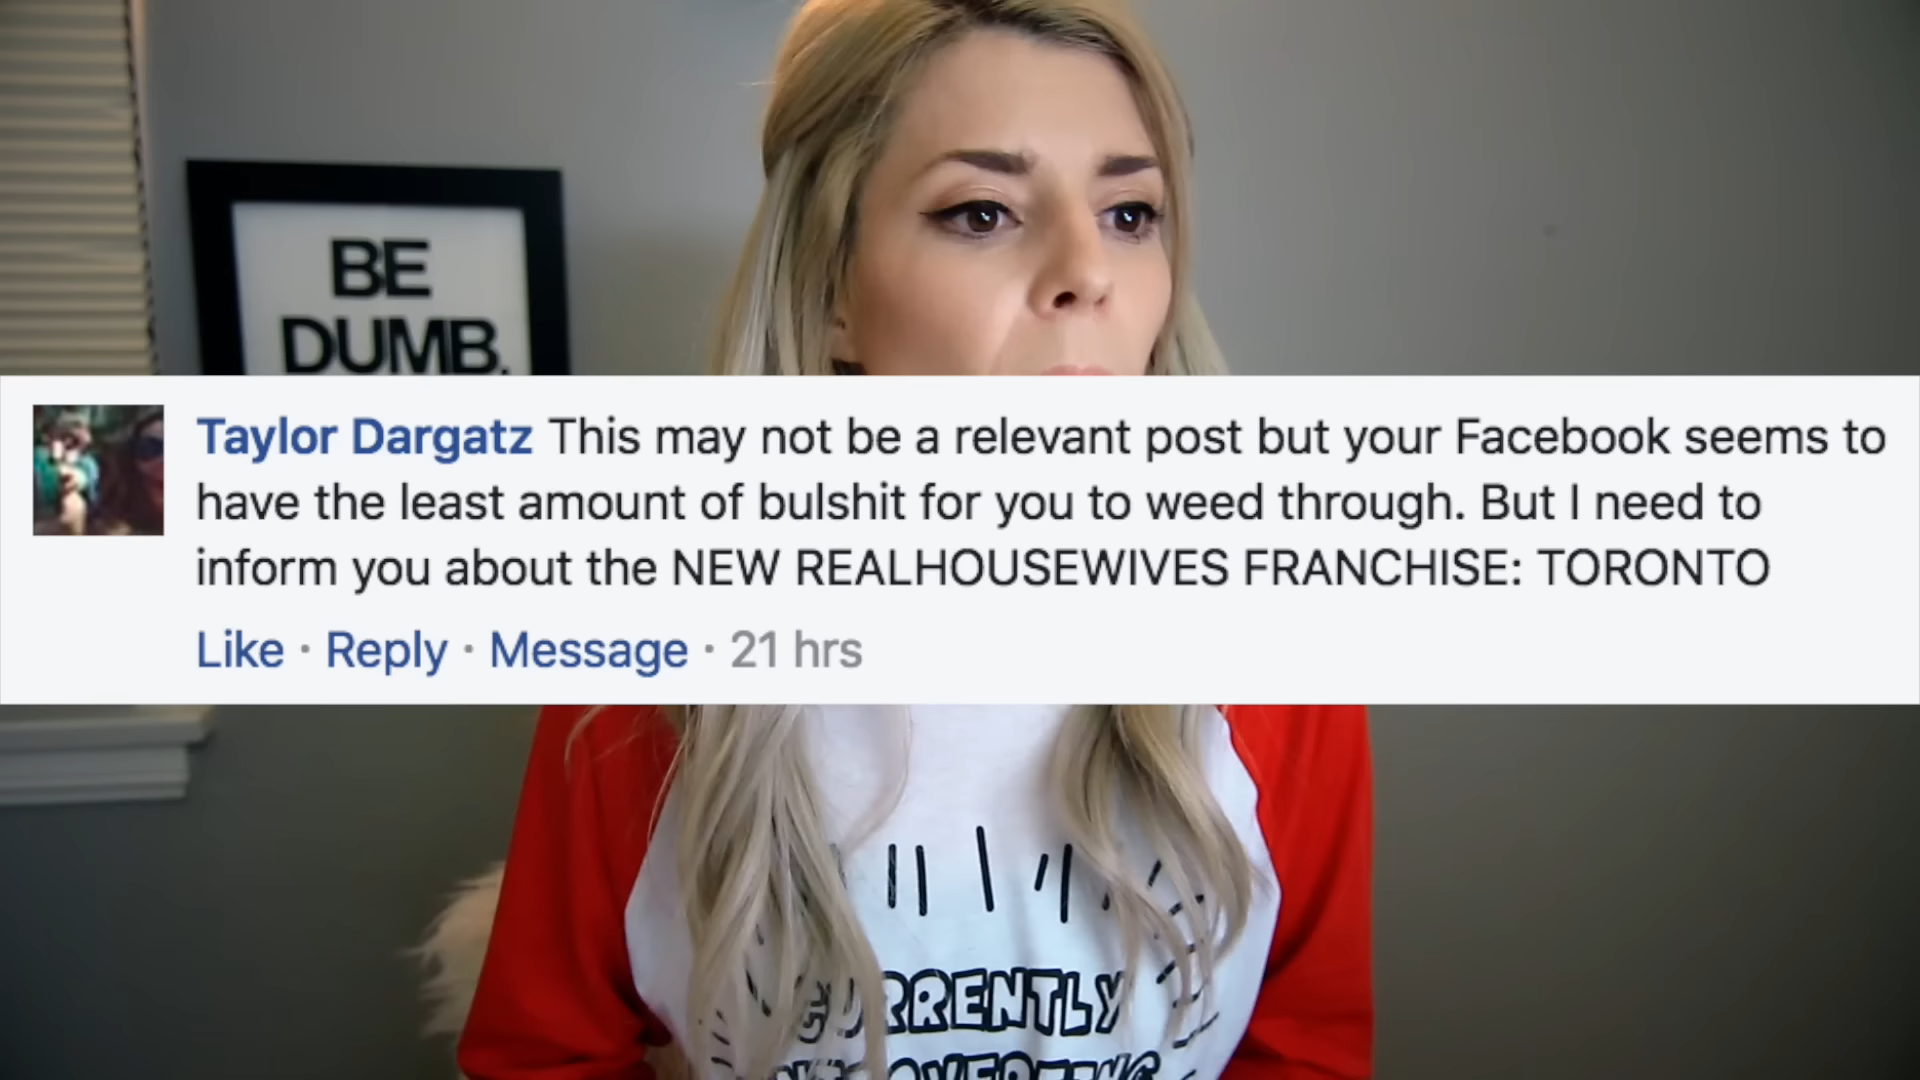 BE
DUMB.
Taylor Dargatz This may not be a relevant post but your Facebook seems to
have the least amount of bulshit for you to weed through. But I need to
inform you about the NEW REALHOUSEWIVES FRANCHISE: TORONTO
Like · Reply · Message · 21 hrs
CURRENTLY
INTROVERTING